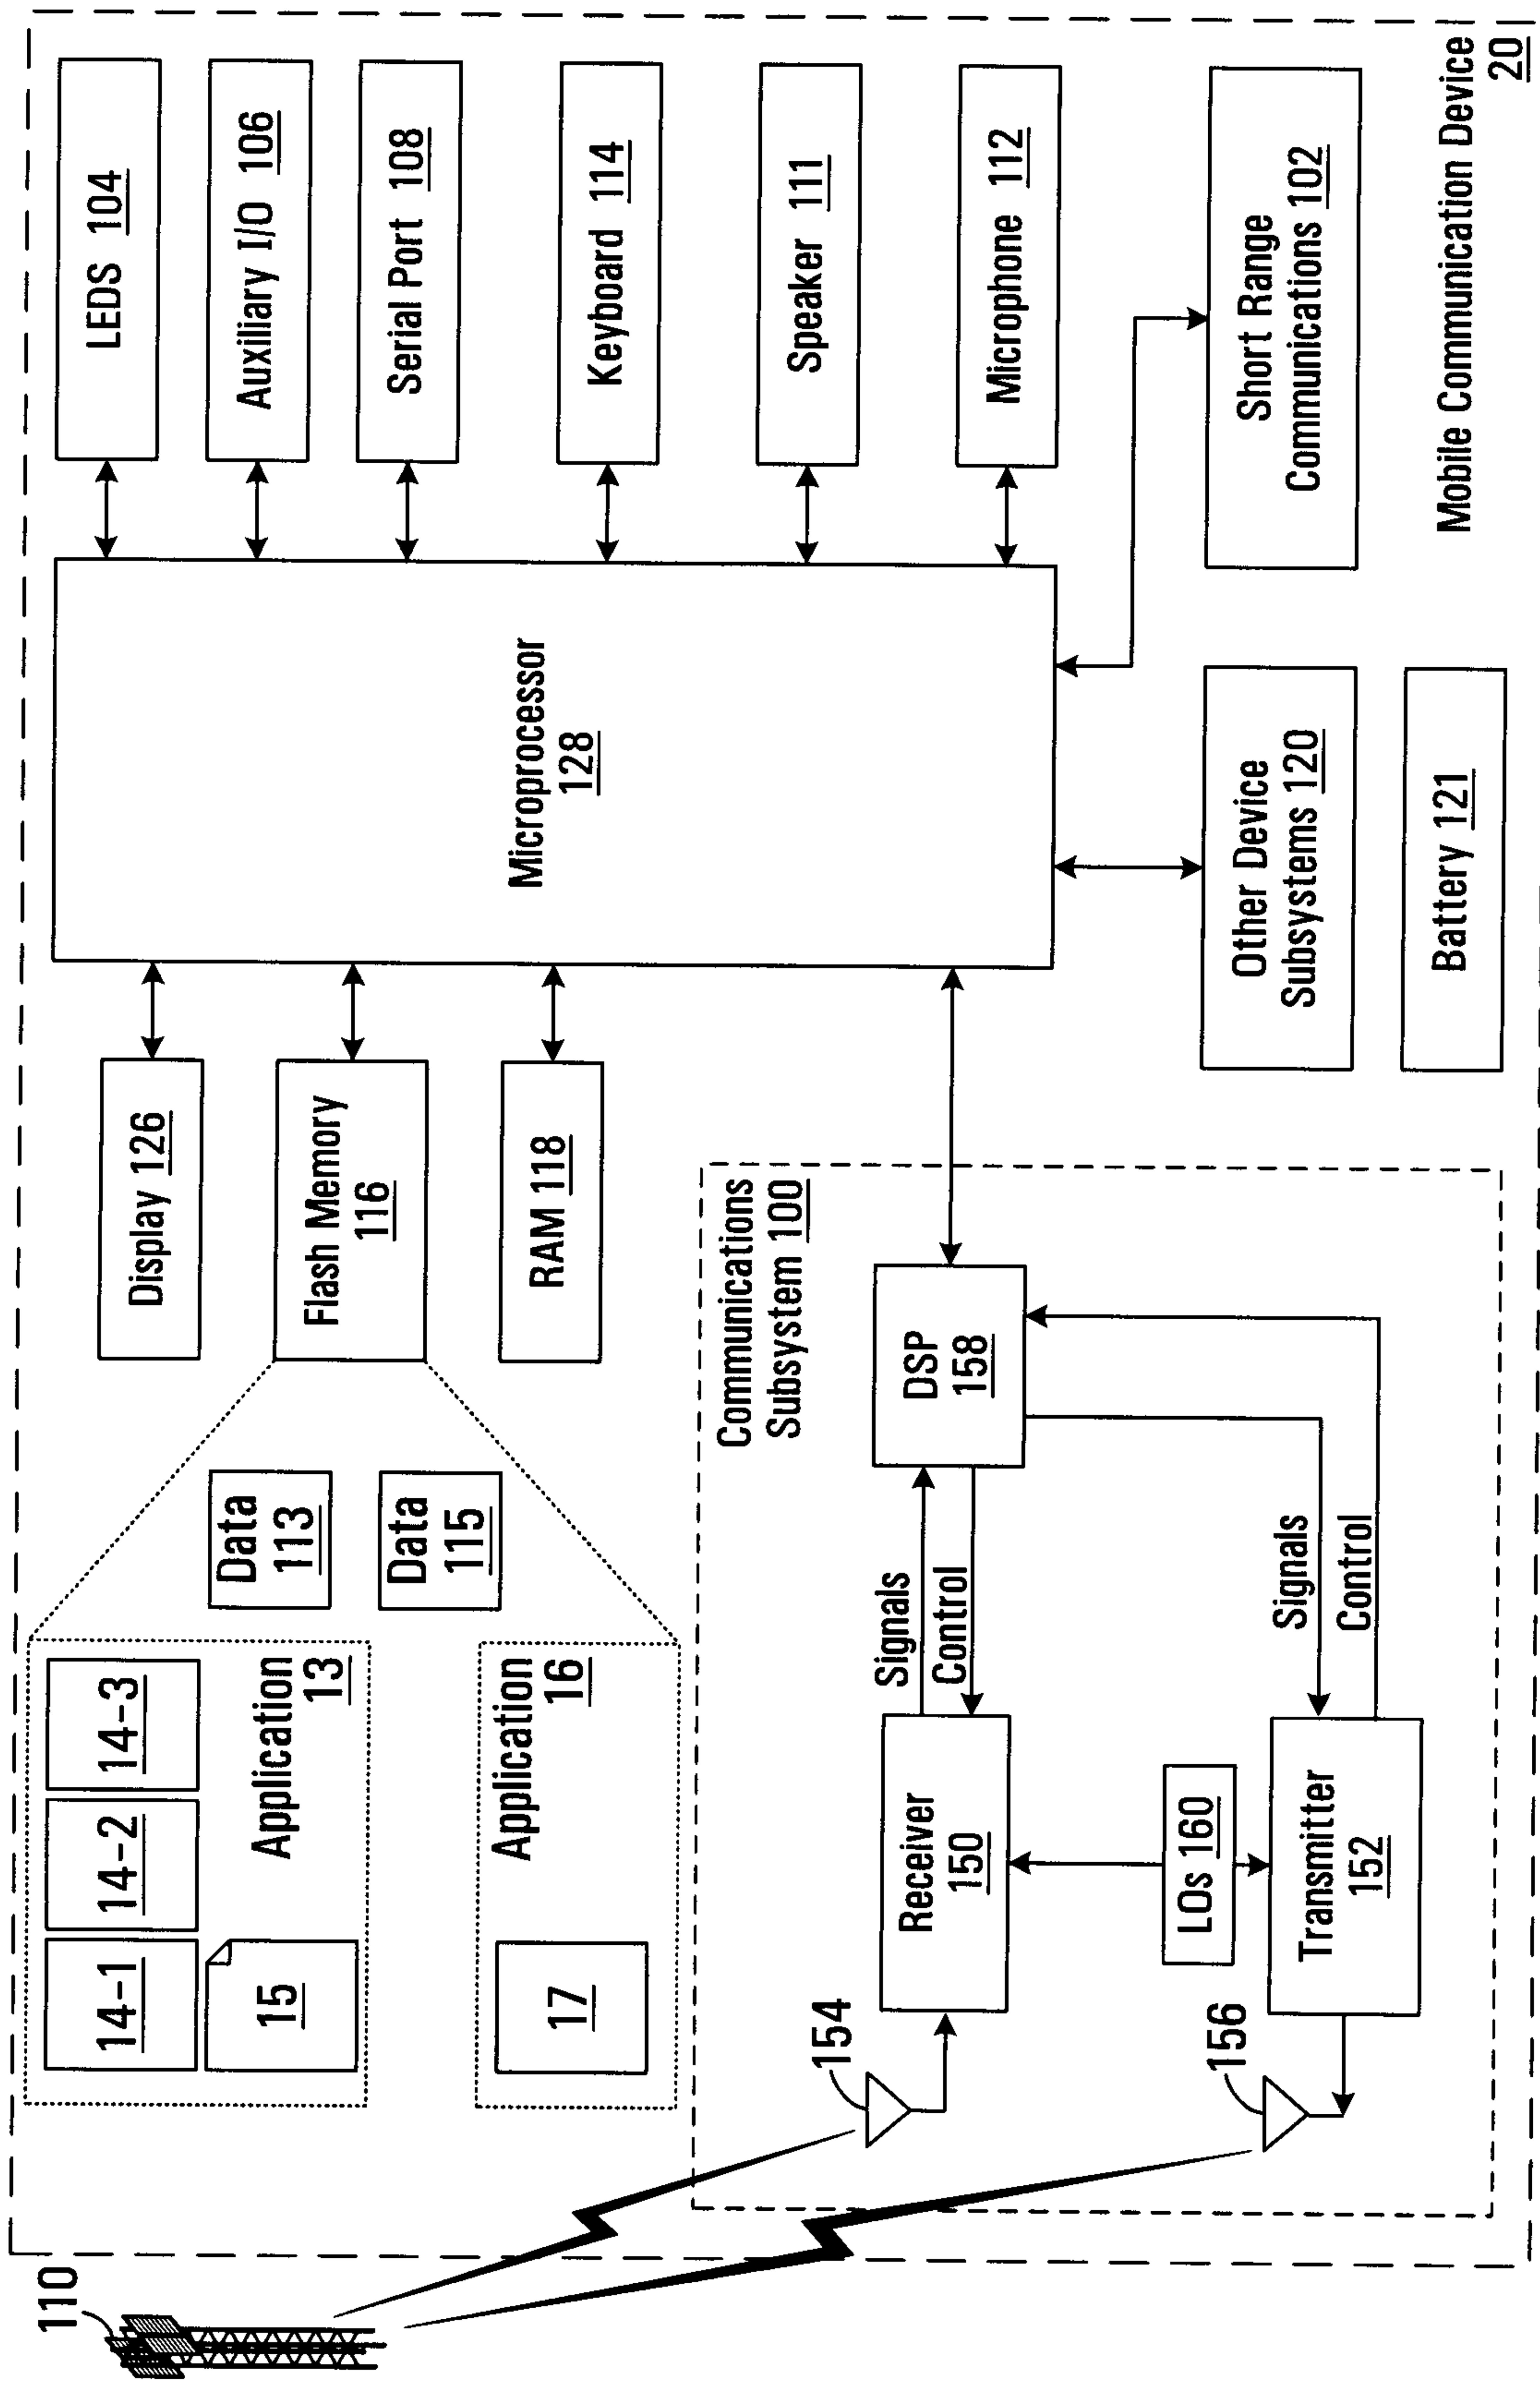 110
14-1
14-2
14-3
15
Application
13
17
Application
16
Data
113
Data
115
Display 126
Flash Memory
116
RAM 118
Microprocessor
128
LEDS 104
Auxiliary I/O 106
Serial Port 108
Keyboard 114
Speaker 111
Microphone 112
Short Range
Communications 102
Other Device
Subsystems 120
Battery 121
Communications
Subsystem 100
DSP
158
Signals
Control
Receiver
150
154
LOs 160
Signals
Control
Transmitter
152
156
Mobile Communication Device
20